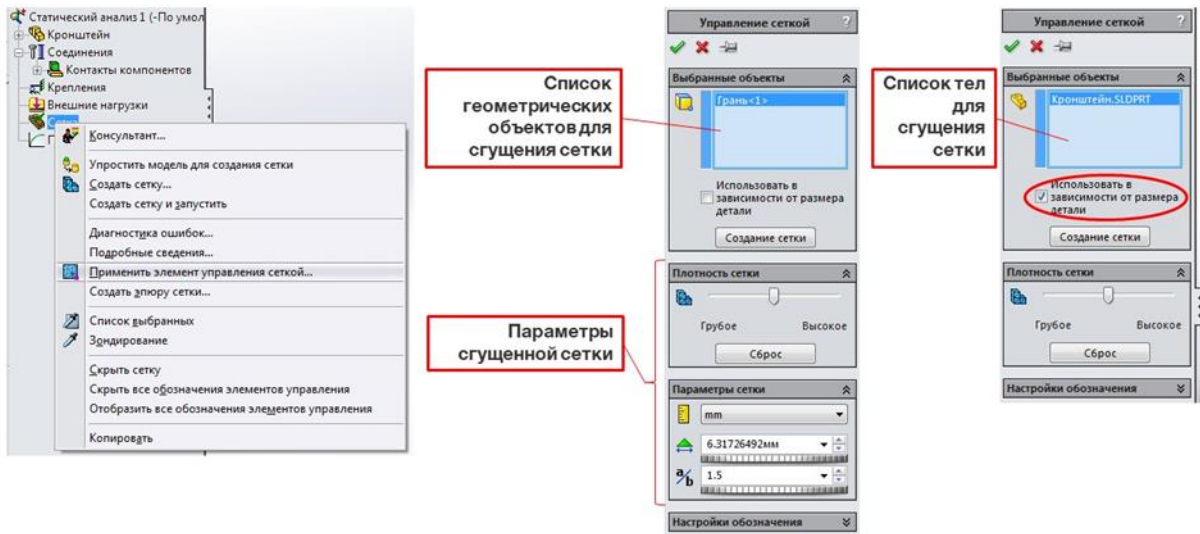 Статический анализ 1 (-По умол
Кронштейн
Соединения
Контакты компонентов
Крепления
Внешние нагрузки
Сетка
Консультант...
Упростить модель для создания сетки
Создать сетку...
Создать сетку и запустить
Диагностика ошибок...
Подробные сведения...
Применить элемент управления сеткой...
Создать эпюру сетки...
Список выбранных
Зондирование
Скрыть сетку
Скрыть все обозначения элементов управления
Отобразить все обозначения элементов управления
Копировать
Список
геометрических
объектов для
сгущения сетки
Параметры
сгущенной сетки
Управление сеткой ?
Выбранные объекты
Грань<1>
Использовать в
зависимости от размера
детали
Создание сетки
Плотность сетки
Грубое Высокое
Сброс
Параметры сетки
mm
6.31726492мм
a/b 1.5
Настройки обозначения
Список тел
для
сгущения
сетки
Управление сеткой ?
Выбранные объекты
Кронштейн.SLDPRT
Использовать в
зависимости от размера
детали
Создание сетки
Плотность сетки
Грубое Высокое
Сброс
Настройки обозначения